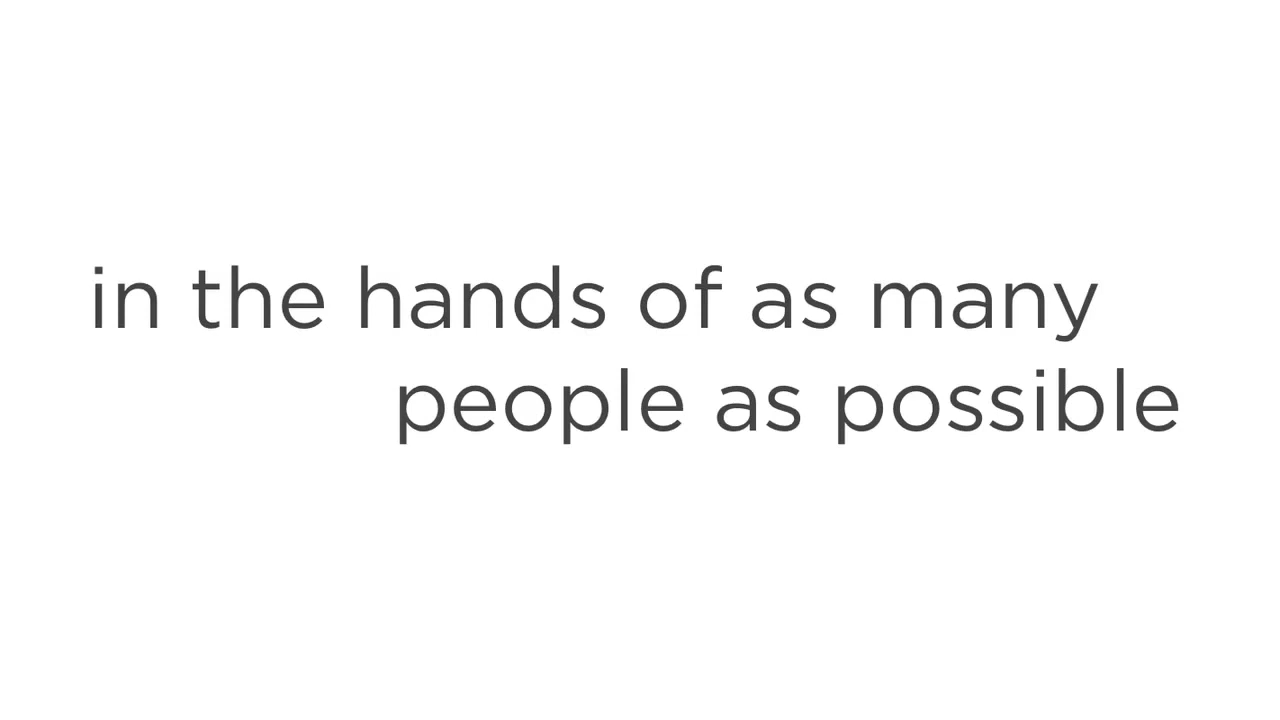 in the hands of as many
people as possible